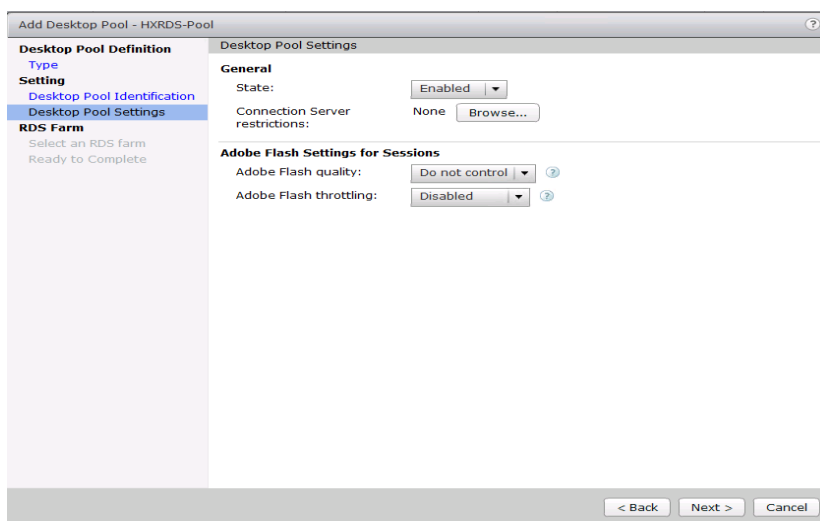 Add Desktop Pool - HXRDS-Pool
?
Desktop Pool Definition
Type
Setting
Desktop Pool Identification
Desktop Pool Settings
RDS Farm
Select an RDS farm
Ready to Complete
Desktop Pool Settings
General
State:
Enabled
Connection Server
restrictions:
None
Browse...
Adobe Flash Settings for Sessions
Adobe Flash quality:
Do not control
?
Adobe Flash throttling:
Disabled
?
< Back
Next >
Cancel